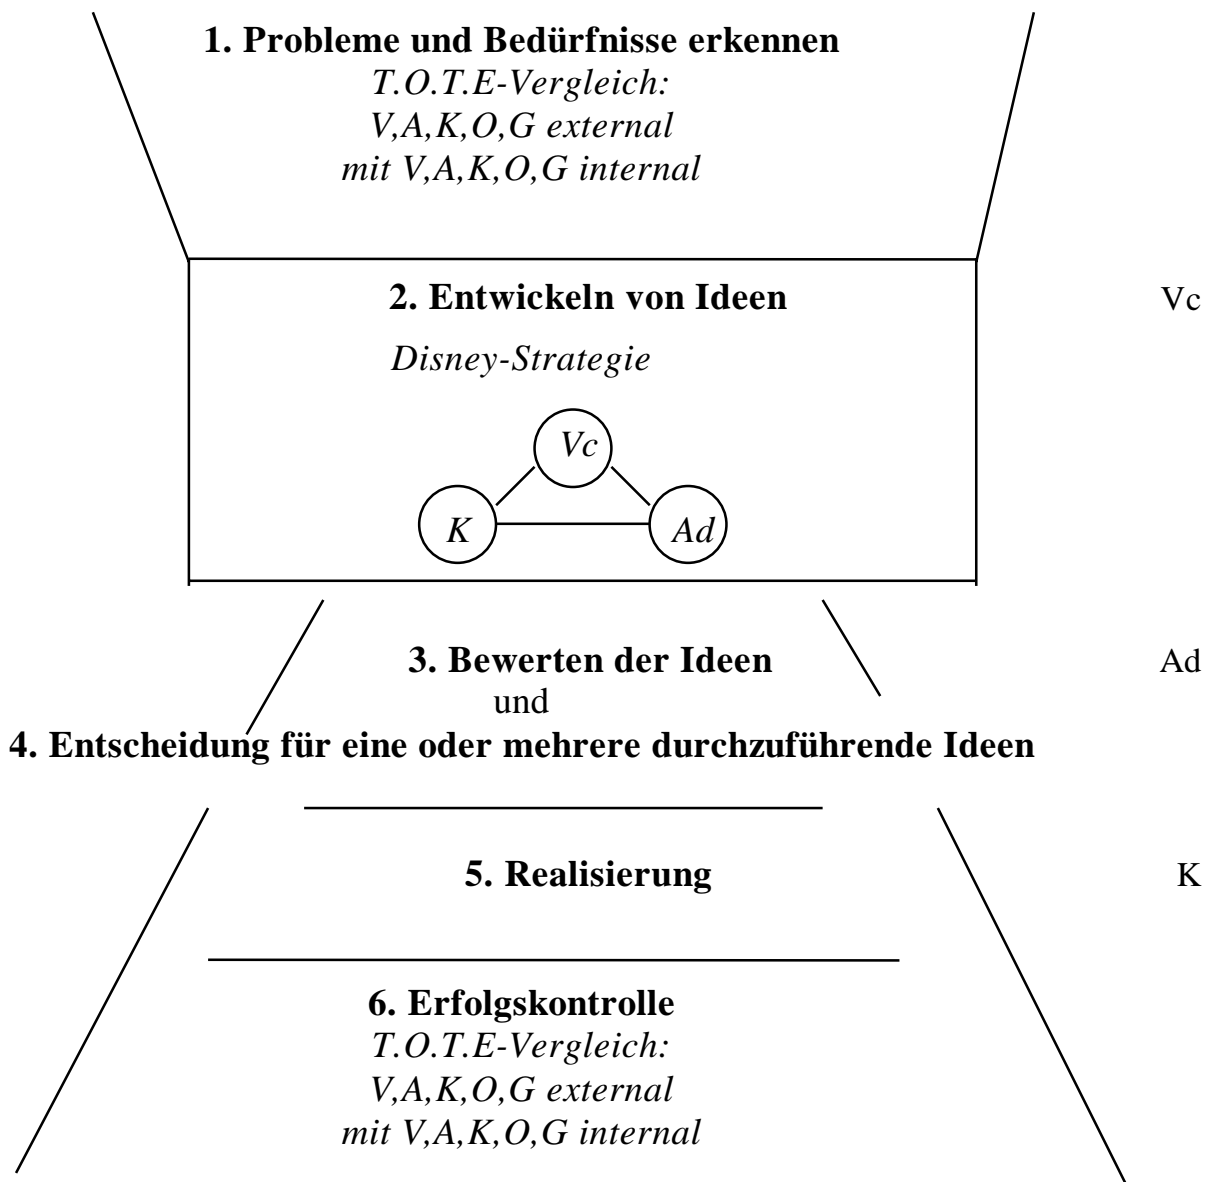 1. Probleme und Bedürfnisse erkennen
T.O.T.E-Vergleich:
V,A,K,O,G external
mit V,A,K,O,G internal
2. Entwickeln von Ideen
Vc
Disney-Strategie
Vc
K
Ad
3. Bewerten der Ideen
Ad
und
4. Entscheidung für eine oder mehrere durchzuführende Ideen
5. Realisierung
K
6. Erfolgskontrolle
T.O.T.E-Vergleich:
V,A,K,O,G external
mit V,A,K,O,G internal